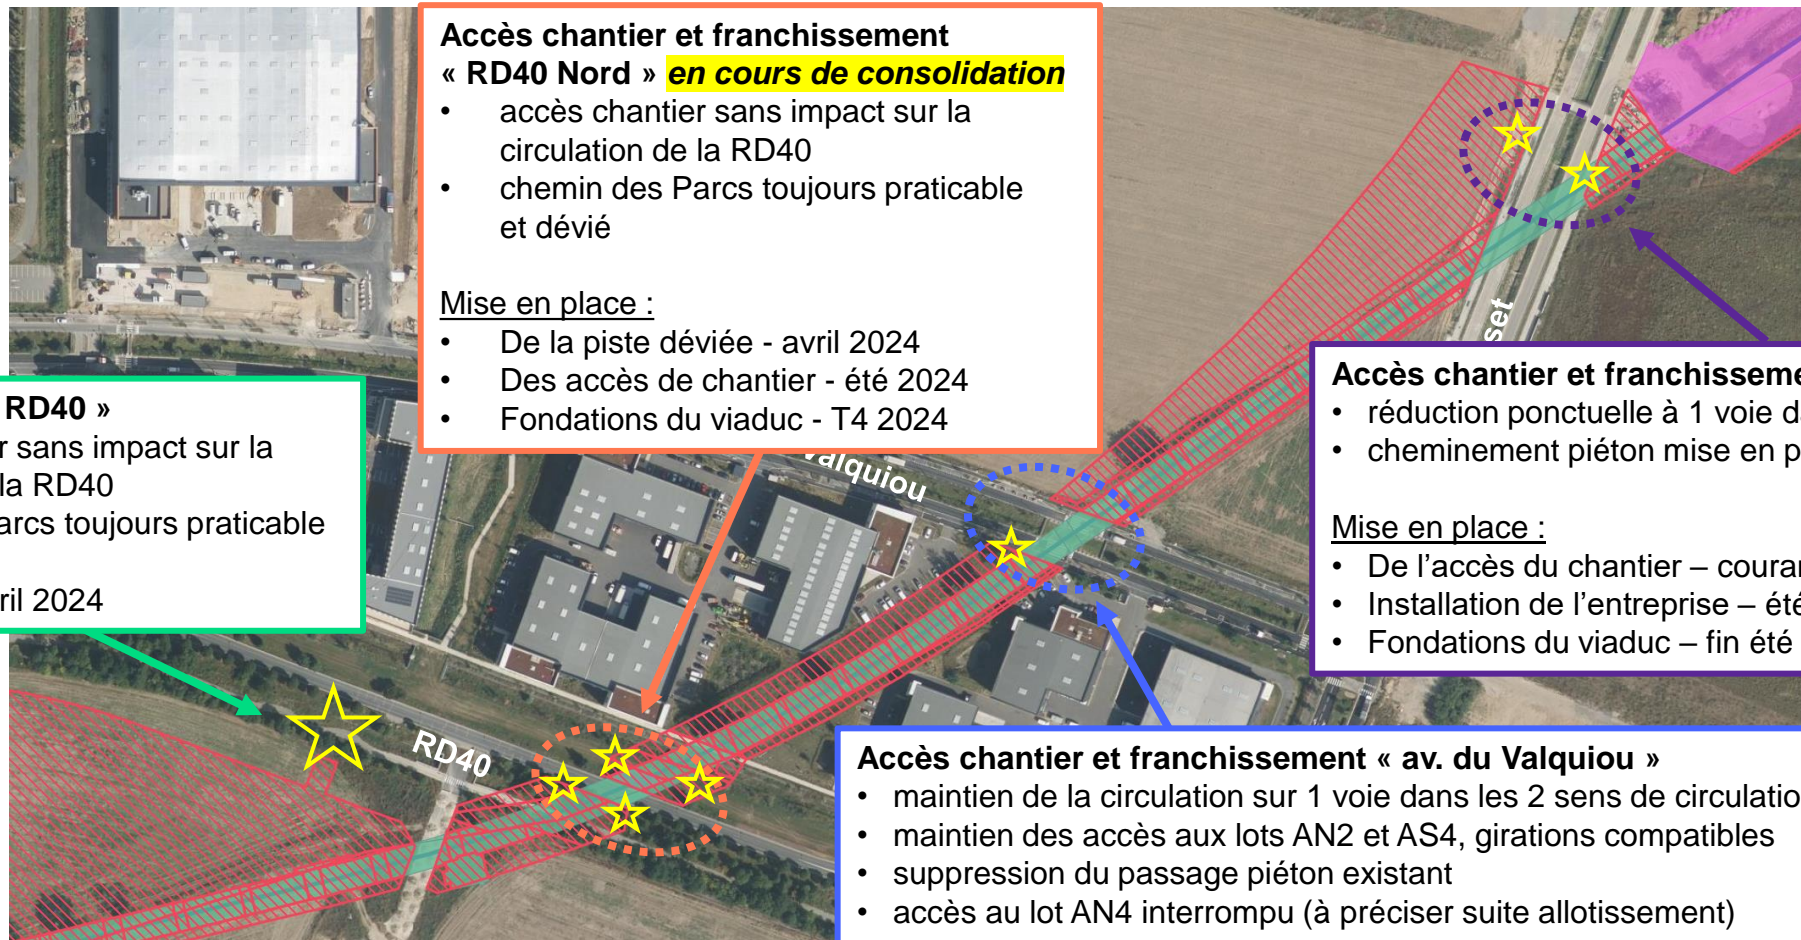 Accès chantier et franchissement
« RD40 Nord » en cours de consolidation
• accès chantier sans impact sur la
circulation de la RD40
• chemin des Parcs toujours praticable
et dévié
Mise en place :
• De la piste déviée - avril 2024
• Des accès de chantier - été 2024
• Fondations du viaduc - T4 2024
RD40 »
r sans impact sur la
la RD40
arcs toujours praticable
ril 2024
Valquiou
RD40
set
Accès chantier et franchisseme
• réduction ponctuelle à 1 voie d
• cheminement piéton mise en p
Mise en place :
• De l'accès du chantier – coura
• Installation de l'entreprise – été
• Fondations du viaduc – fin été
Accès chantier et franchissement « av. du Valquiou »
• maintien de la circulation sur 1 voie dans les 2 sens de circulatio
• maintien des accès aux lots AN2 et AS4, girations compatibles
• suppression du passage piéton existant
• accès au lot AN4 interrompu (à préciser suite allotissement)